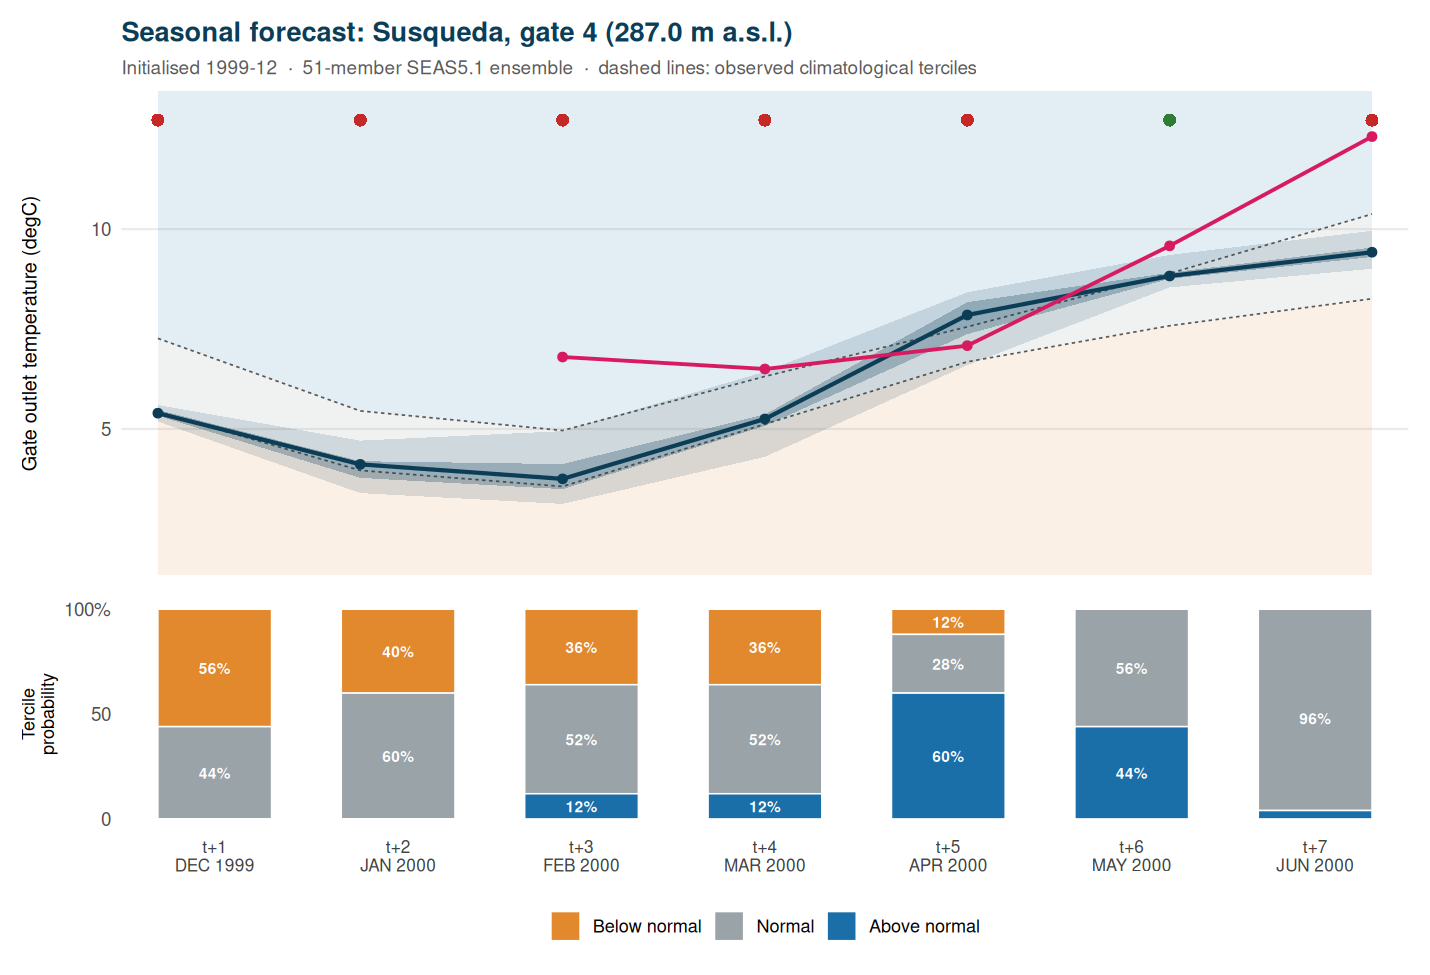 Seasonal forecast: Susqueda, gate 4 (287.0 m a.s.l.)
Initialised 1999-12 · 51-member SEAS5.1 ensemble · dashed lines: observed climatological terciles
Gate outlet temperature (degC)
10
5
Tercile
probability
100%
50
0
56%
44%
40%
60%
36%
52%
12%
36%
52%
12%
12%
28%
60%
56%
44%
96%
t+1
DEC 1999
t+2
JAN 2000
t+3
FEB 2000
t+4
MAR 2000
t+5
APR 2000
t+6
MAY 2000
t+7
JUN 2000
Below normal
Normal
Above normal